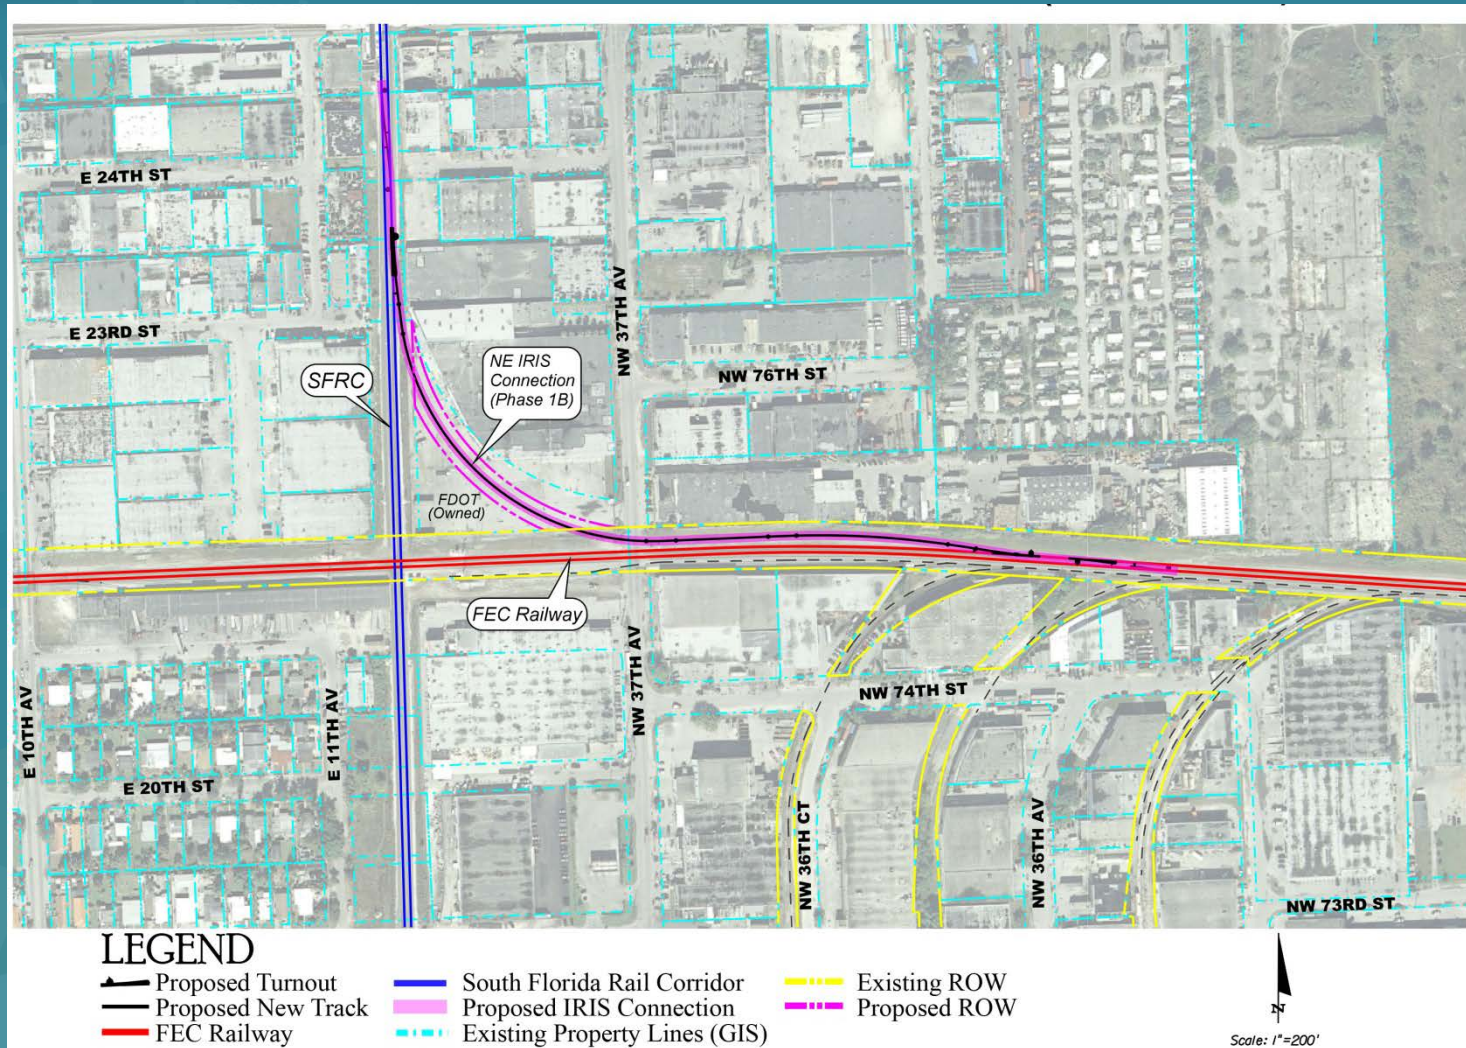 E 24TH ST
E 23RD ST
NW 37TH AV
NW 76TH ST
SFRC
NE IRIS
Connection
(Phase 1B)
FDOT
(Owned)
FEC Railway
E 10TH AV
E 11TH AV
E 20TH ST
NW 37TH AV
NW 74TH ST
NW 36TH CT
NW 36TH AV
NW 73RD ST
LEGEND
Proposed Turnout
Proposed New Track
FEC Railway
South Florida Rail Corridor
Proposed IRIS Connection
Existing Property Lines (GIS)
Existing ROW
Proposed ROW
N
Scale: 1"=200'